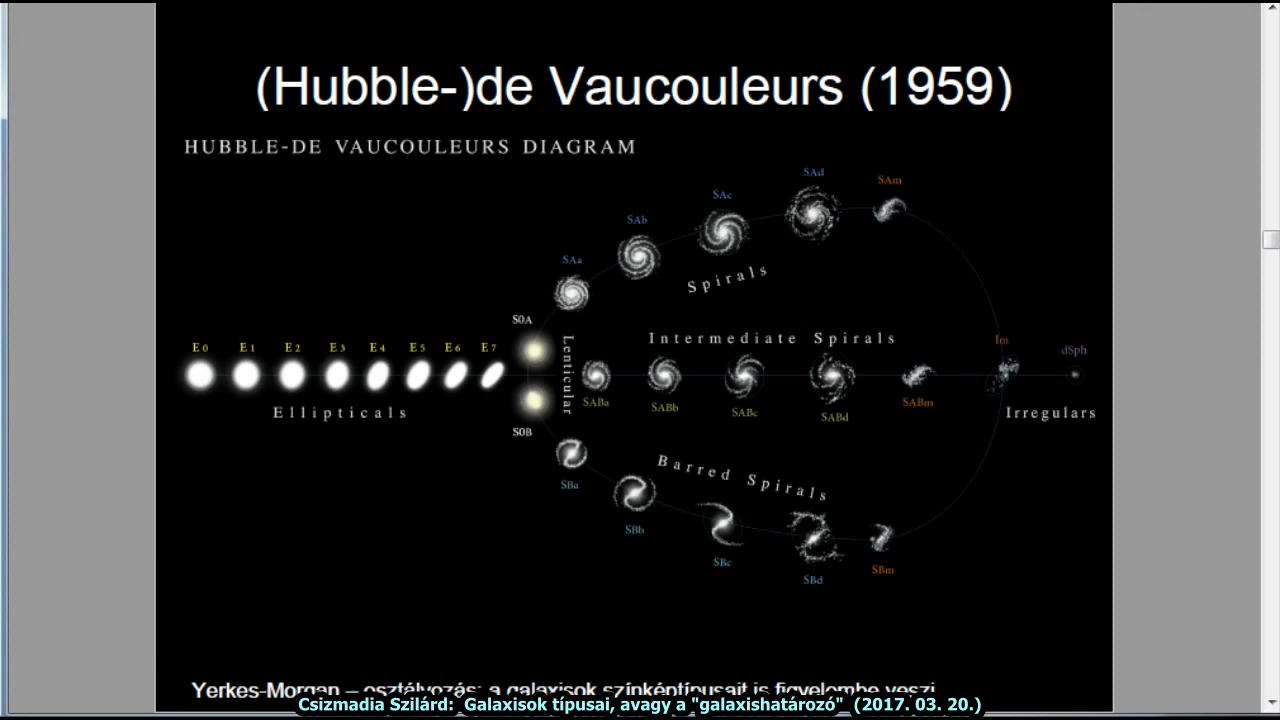 (Hubble-)de Vaucouleurs (1959)
HUBBLE-DE VAUCOULEURS DIAGRAM
SAa
SAb
SAc
SAd
SAm
Spirals
S0A
E0 E1 E2 E3 E4 E5 E6 E7
Ellipticals
Lenticular
S0B
Intermediate Spirals
SABa
SABb
SABc
SABd
SABm
Im
dSph
Irregulars
Barred Spirals
SBa
SBb
SBc
SBd
SBm
Yerkes-Morgan – osztályozás: a galaxisok színképtípusait is figyelembe veszi
Csizmadia Szilárd: Galaxisok típusai, avagy a "galaxishatározó" (2017. 03. 20.)